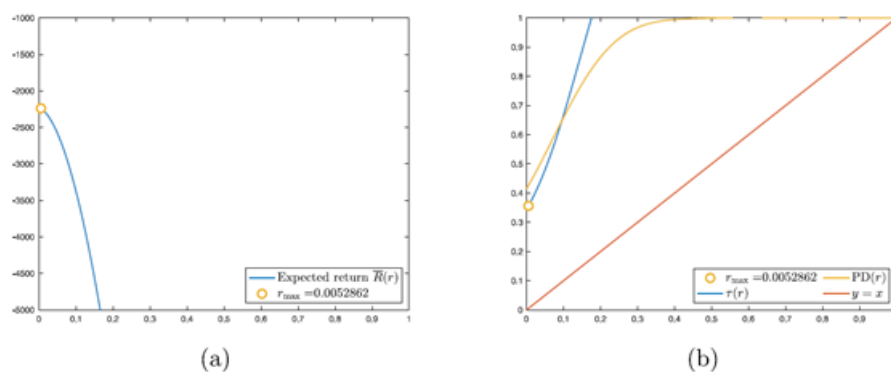 -1000
-1500
-2000
-2500
-3000
-3500
-4000
-4500
-5000
0 0.1 0.2 0.3 0.4 0.5 0.6 0.7 0.8 0.9 1
Expected return R̅(r)
r_max =0.0052862
(a)
1
0.9
0.8
0.7
0.6
0.5
0.4
0.3
0.2
0.1
0
0 0.1 0.2 0.3 0.4 0.5 0.6 0.7 0.8 0.9
r_max =0.0052862 PD(r)
τ(r) y = x
(b)